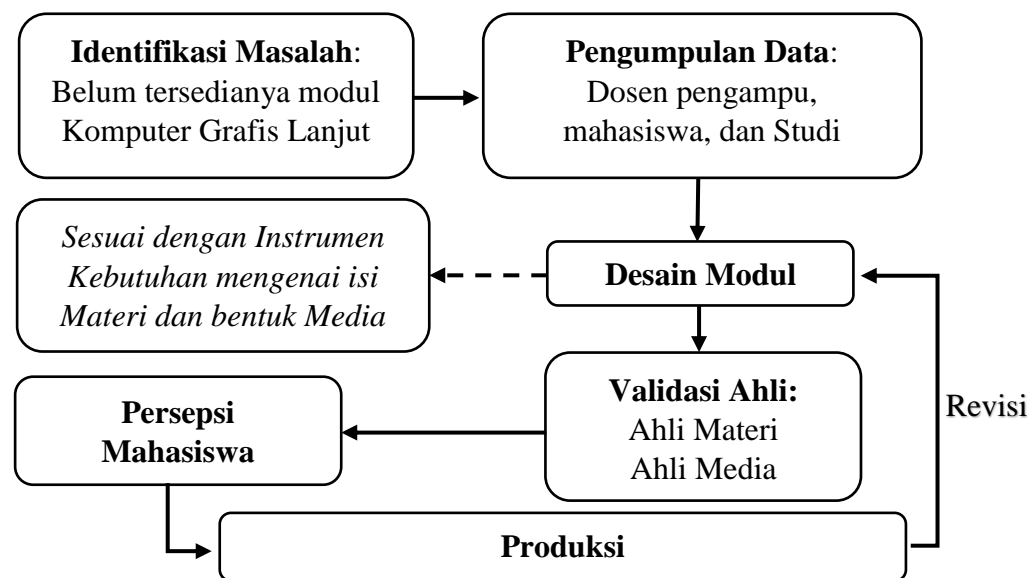 Identifikasi Masalah:
Belum tersedianya modul
Komputer Grafis Lanjut
Pengumpulan Data:
Dosen pengampu,
mahasiswa, dan Studi
Sesuai dengan Instrumen
Kebutuhan mengenai isi
Materi dan bentuk Media
Desain Modul
Validasi Ahli:
Ahli Materi
Ahli Media
Revisi
Persepsi
Mahasiswa
Produksi